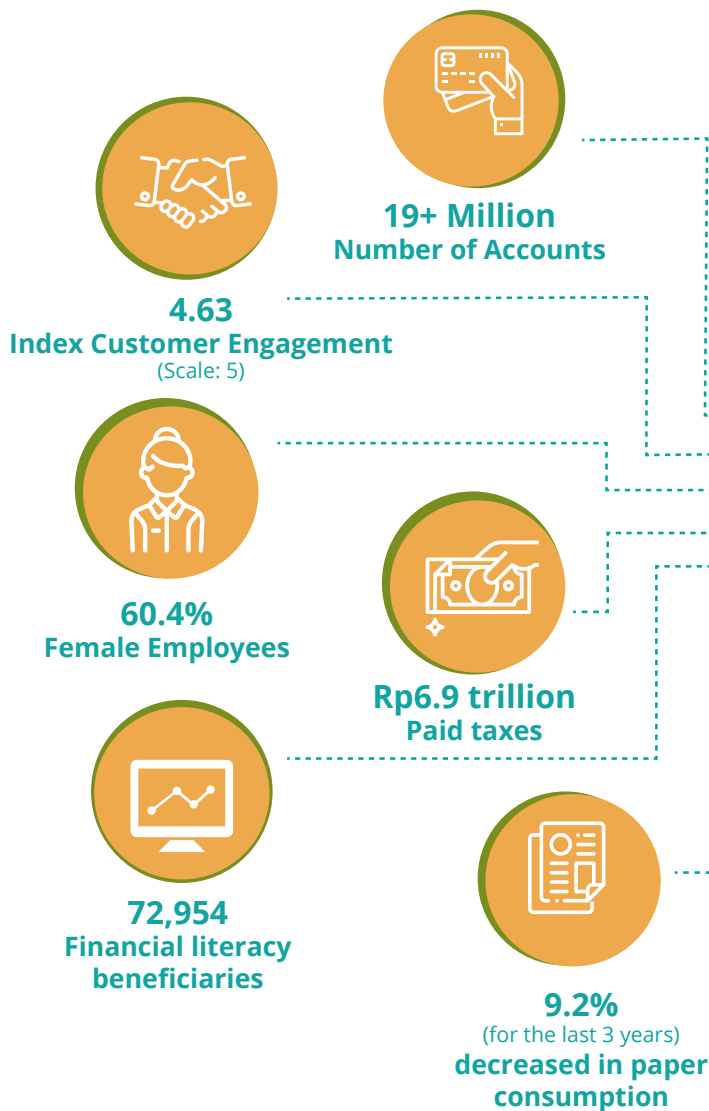 19+ Million
Number of Accounts
4.63
Index Customer Engagement
(Scale: 5)
60.4%
Female Employees
Rp6.9 trillion
Paid taxes
72,954
Financial literacy
beneficiaries
9.2%
(for the last 3 years)
decreased in paper
consumption